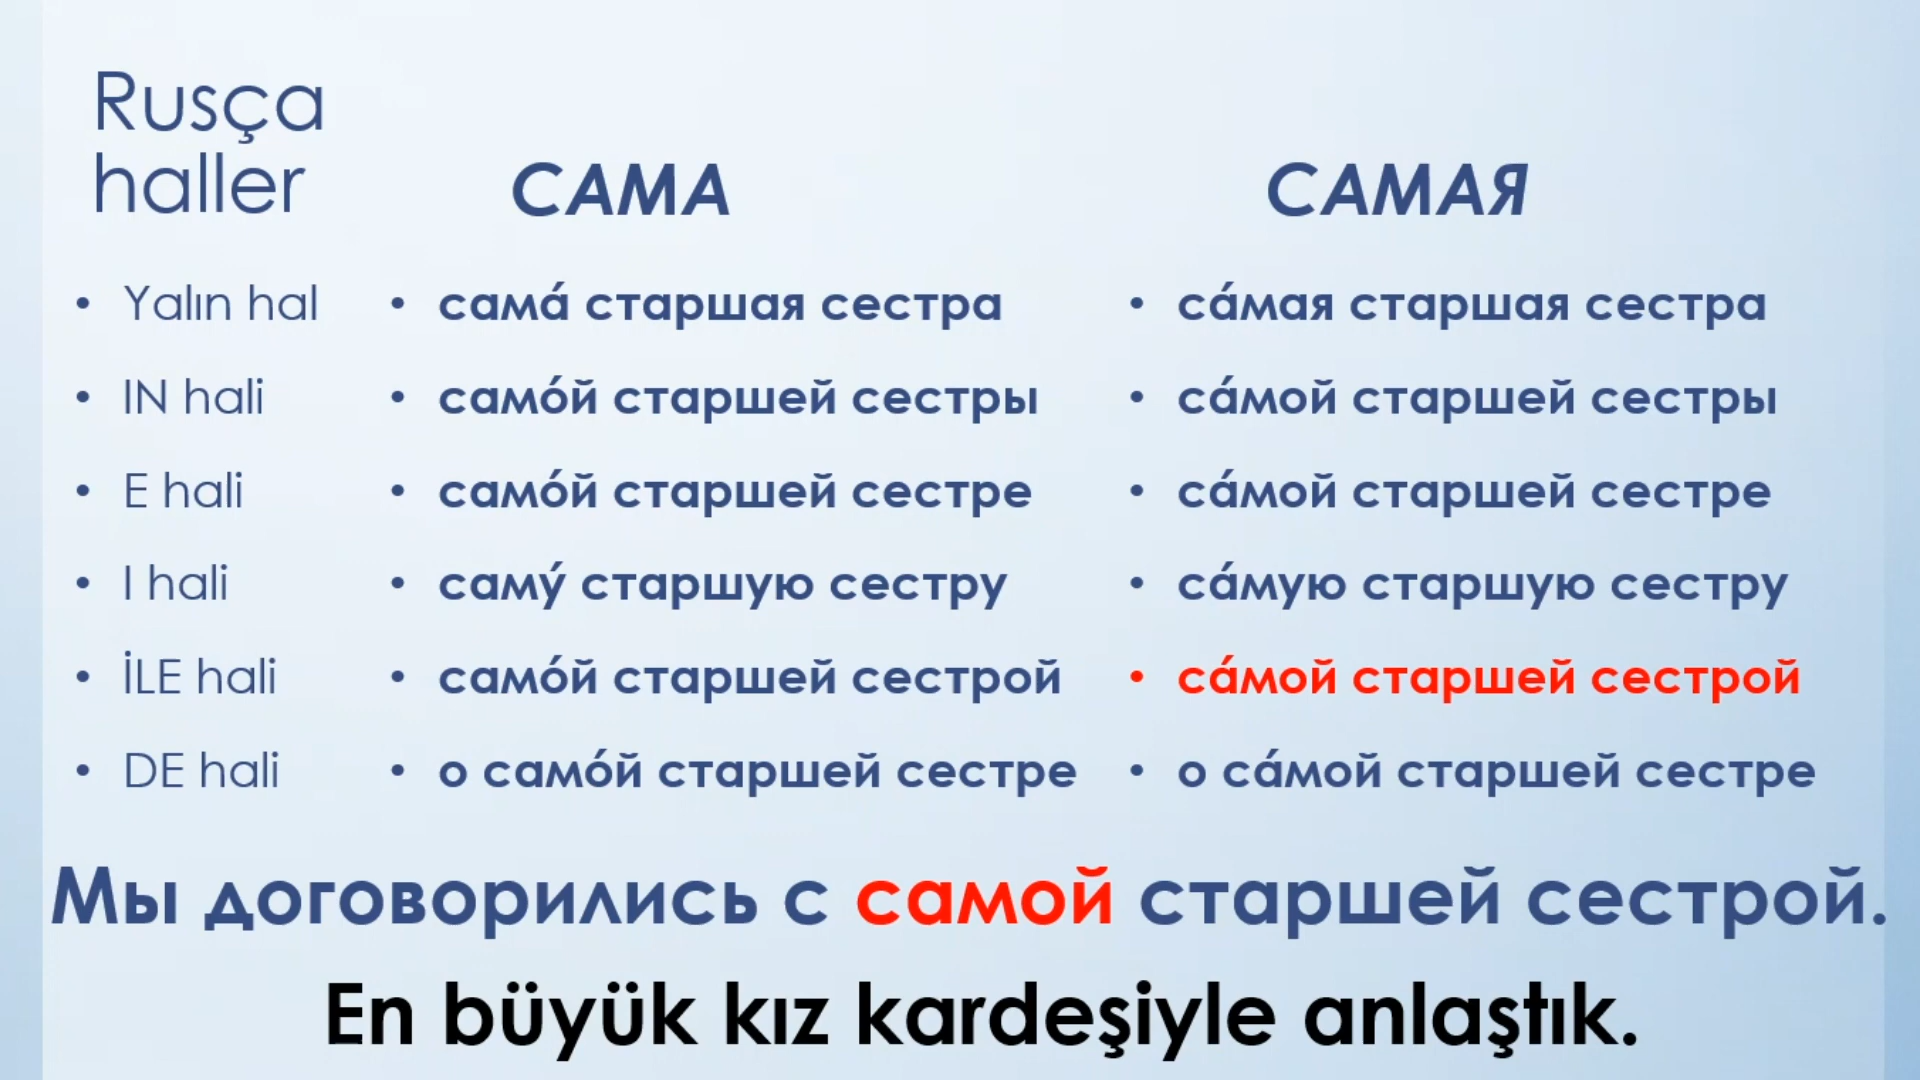 Rusça
haller
САМА
САМАЯ
• Yalın hal
• IN hali
• E hali
• I hali
• İLE hali
• DE hali
• самá старшая сестра
• самóй старшей сестры
• самóй старшей сестре
• самý старшую сестру
• самóй старшей сестрой
• о самóй старшей сестре
• сáмая старшая сестра
• сáмой старшей сестры
• сáмой старшей сестре
• сáмую старшую сестру
• сáмой старшей сестрой
• о сáмой старшей сестре
Мы договорились с самой старшей сестрой.
En büyük kız kardeşiyle anlaştık.